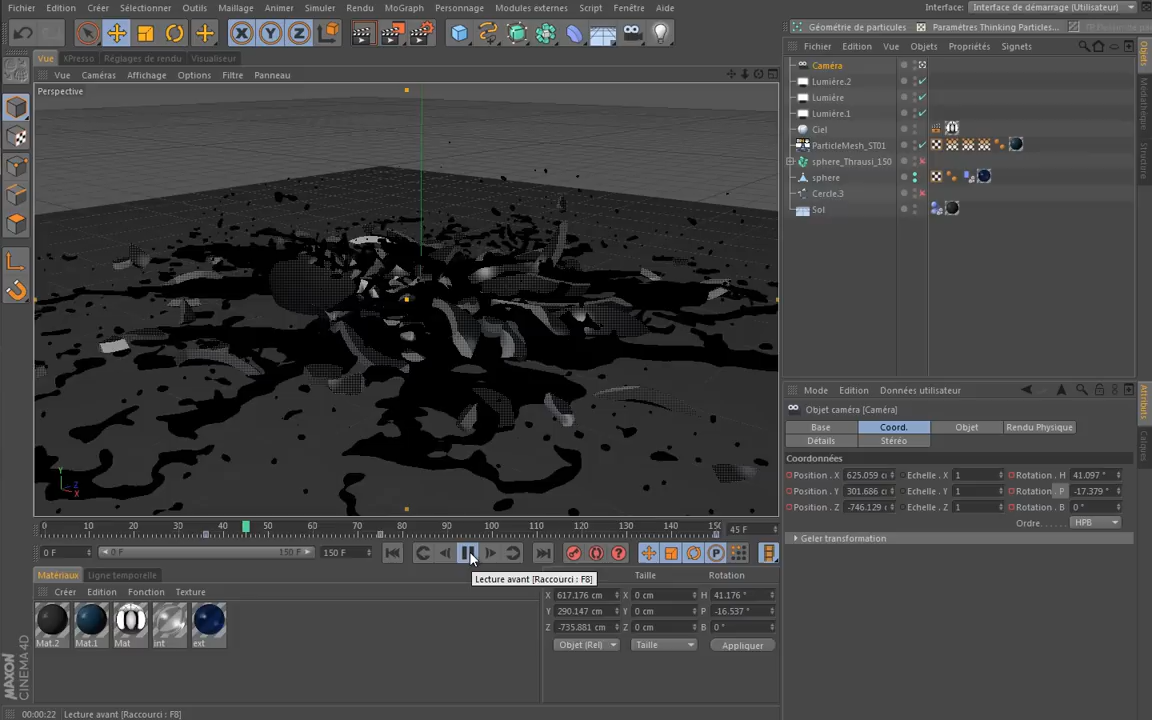 Fichier Edition Créer Sélectionner Outils Maillage Animer Simuler Rendu MoGraph Personnage Modules externes Script Fenêtre Aide
Interface: Interface de démarrage (Utilisateur)
X Y Z
Géométrie de particules Paramètres Thinking Particles...
Vue XPresso Réglages de rendu Visualiseur
Vue Caméras Affichage Options Filtre Panneau
Perspective
Y
Z
X
Fichier Edition Vue Objets Propriétés Signets
Caméra
Lumière.2
Lumière
Lumière.1
Ciel
ParticleMesh_ST01
sphere_Thrausi_150
sphere
Cercle.3
Sol
Objets
Médiathèque
Structure
Mode Edition Données utilisateur
Objet caméra [Caméra]
Base Coord. Objet Rendu Physique
Détails Stéréo
Coordonnées
Position . X 625.059 c Echelle . X 1 Rotation . H 41.097 °
Position . Y 301.686 c Echelle . Y 1 Rotation . P -17.379 °
Position . Z -746.129 c Echelle . Z 1 Rotation . B 0 °
Ordre. . . . . HPB
Geler transformation
Attributs
Calques
0 10 20 30 40 50 60 70 80 90 100 110 120 130 140 150 45 F
0 F 0 F 150 F 150 F
P
Lecture avant [Raccourci : F8]
Matériaux Ligne temporelle
Créer Edition Fonction Texture
Mat.2 Mat.1 Mat int ext
Taille Rotation
X 617.176 cm X 0 cm H 41.176 °
Y 290.147 cm Y 0 cm P -16.537 °
Z -735.881 cm Z 0 cm B 0 °
Objet (Rel) Taille Appliquer
MAXON
CINEMA 4D
00:00:22 Lecture avant [Raccourci : F8]